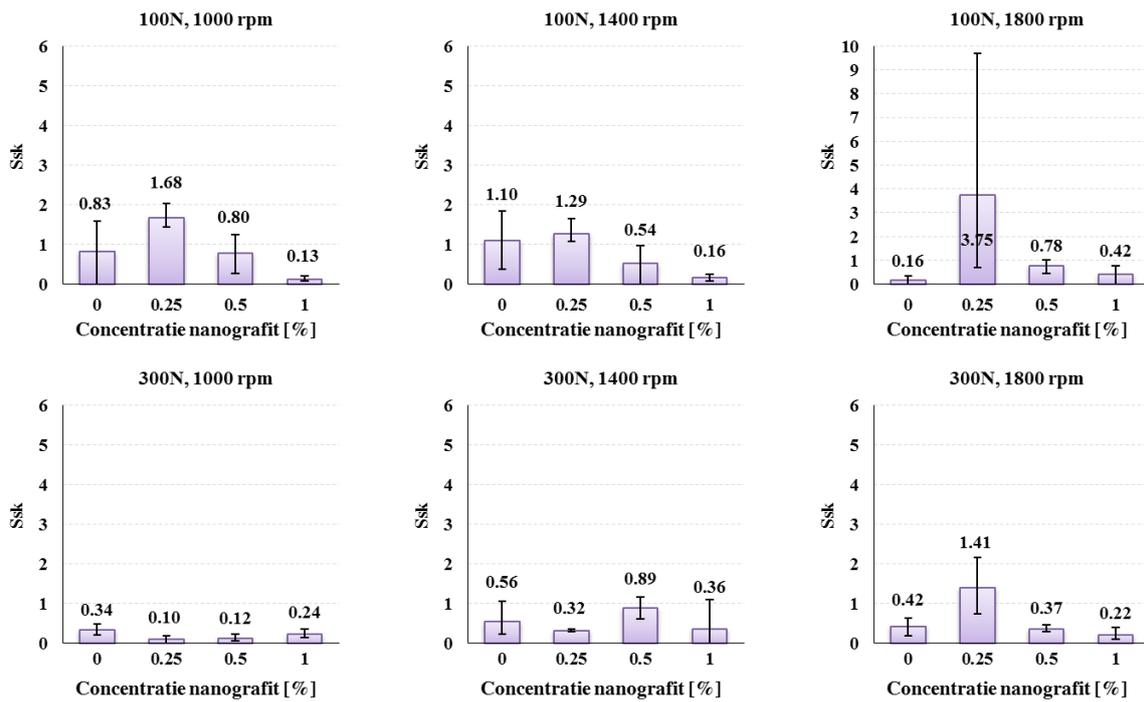 100N, 1000 rpm
6
5
4
3
2
1
0
Ssk
0.83
1.68
0.80
0.13
0 0.25 0.5 1
Concentratie nanografit [%]
100N, 1400 rpm
6
5
4
3
2
1
0
Ssk
1.10
1.29
0.54
0.16
0 0.25 0.5 1
Concentratie nanografit [%]
100N, 1800 rpm
10
9
8
7
6
5
4
3
2
1
0
Ssk
0.16
3.75
0.78
0.42
0 0.25 0.5 1
Concentratie nanografit [%]
300N, 1000 rpm
6
5
4
3
2
1
0
Ssk
0.34
0.10
0.12
0.24
0 0.25 0.5 1
Concentratie nanografit [%]
300N, 1400 rpm
6
5
4
3
2
1
0
Ssk
0.56
0.32
0.89
0.36
0 0.25 0.5 1
Concentratie nanografit [%]
300N, 1800 rpm
6
5
4
3
2
1
0
Ssk
0.42
1.41
0.37
0.22
0 0.25 0.5 1
Concentratie nanografit [%]